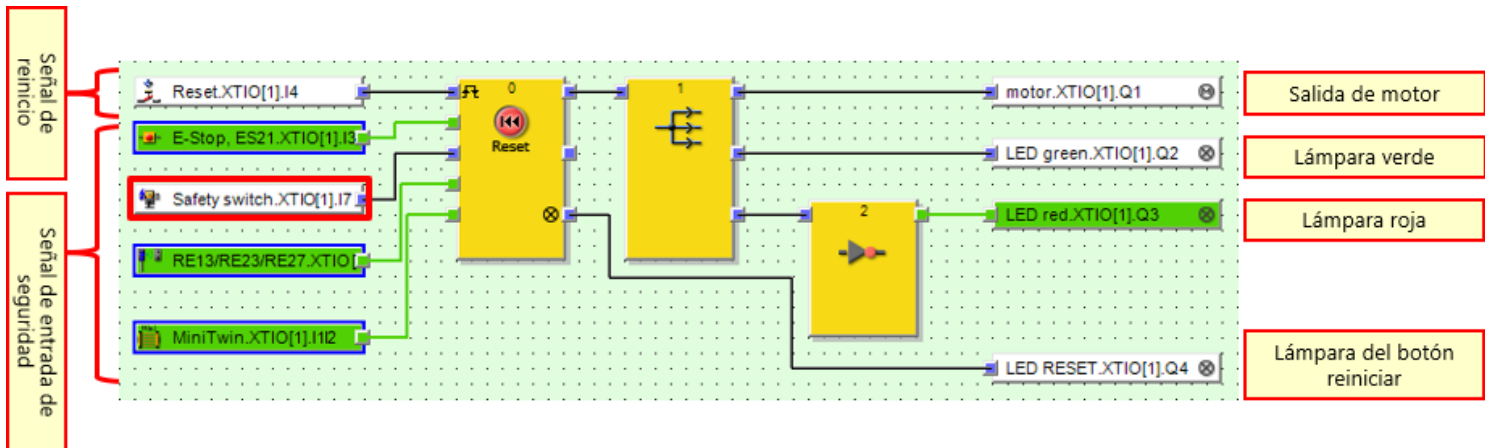 Señal de
reinicio
Señal de entrada de
seguridad
Reset.XTIO[1].I4
E-Stop, ES21.XTIO[1].I3
Safety switch.XTIO[1].I7
RE13/RE23/RE27.XTIO[
MiniTwin.XTIO[1].I1I2
0
Reset
1
2
motor.XTIO[1].Q1
LED green.XTIO[1].Q2
LED red.XTIO[1].Q3
LED RESET.XTIO[1].Q4
Salida de motor
Lámpara verde
Lámpara roja
Lámpara del botón
reiniciar